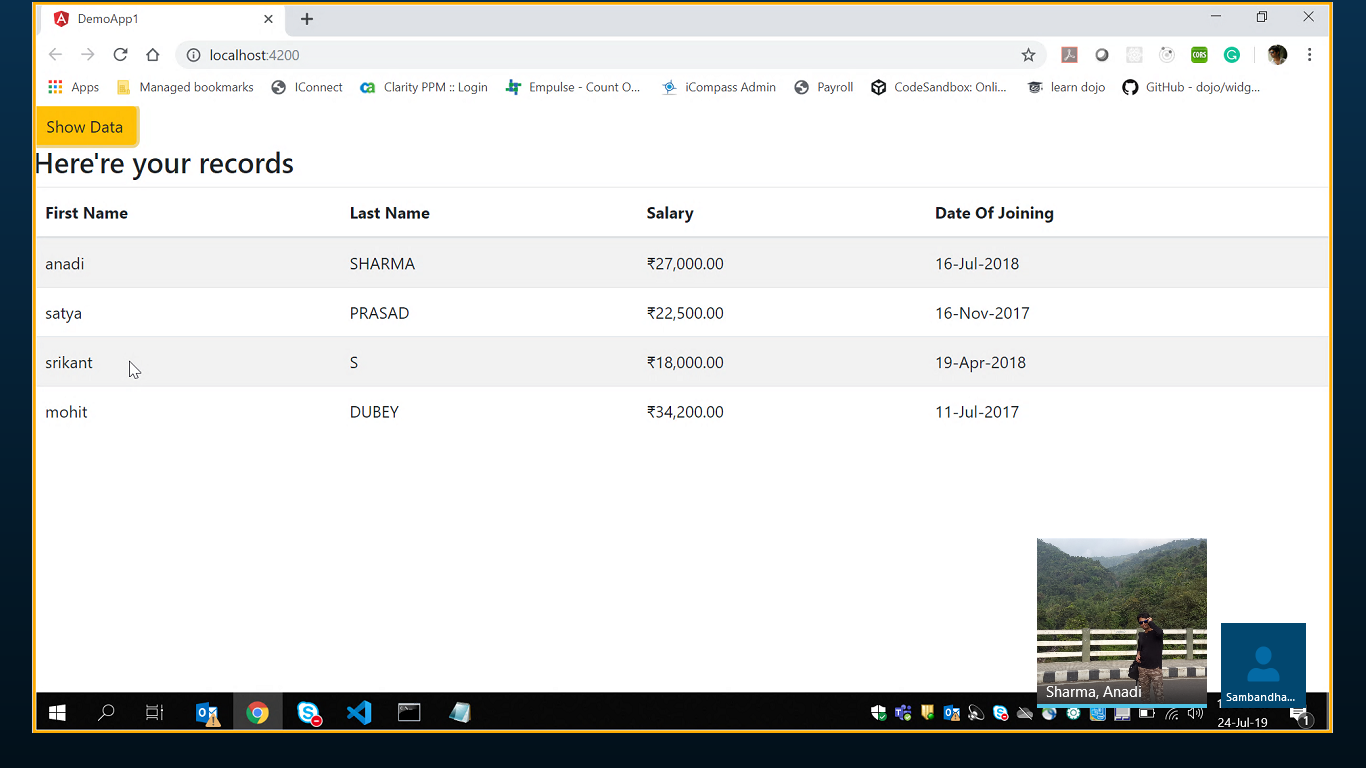 DemoApp1
localhost:4200
Apps Managed bookmarks IConnect Clarity PPM :: Login Empulse - Count O... iCompass Admin Payroll CodeSandbox: Onli... learn dojo GitHub - dojo/widg...
CORS
Show Data
Here're your records
First Name Last Name Salary Date Of Joining
anadi SHARMA ₹27,000.00 16-Jul-2018
satya PRASAD ₹22,500.00 16-Nov-2017
srikant S ₹18,000.00 19-Apr-2018
mohit DUBEY ₹34,200.00 11-Jul-2017
Sharma, Anadi
Sambandha...
24-Jul-19
1